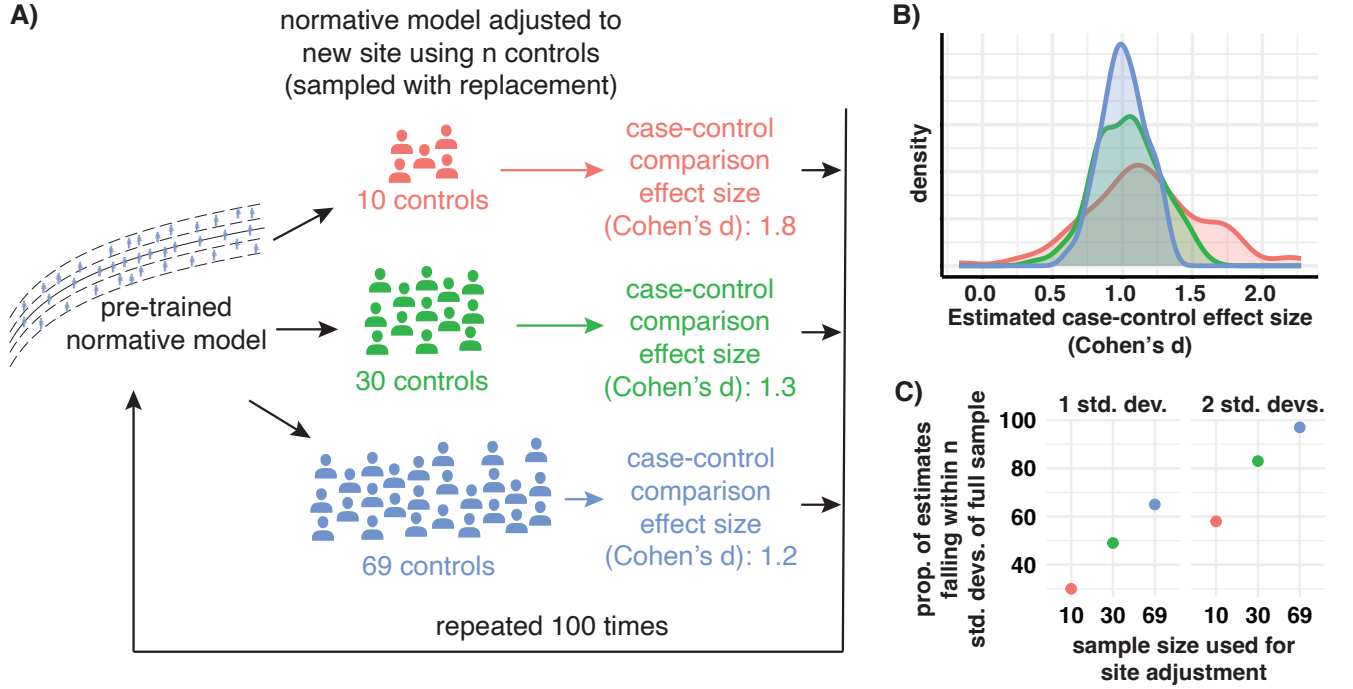 A)
normative model adjusted to
new site using n controls
(sampled with replacement)
pre-trained
normative model
10 controls
case-control
comparison
effect size
(Cohen's d): 1.8
30 controls
case-control
comparison
effect size
(Cohen's d): 1.3
69 controls
case-control
comparison
effect size
(Cohen's d): 1.2
repeated 100 times
B)
density
0.0 0.5 1.0 1.5 2.0
Estimated case-control effect size
(Cohen's d)
C)
1 std. dev. 2 std. devs.
prop. of estimates
falling within n
std. devs. of full sample
100
80
60
40
10 30 69 10 30 69
sample size used for
site adjustment